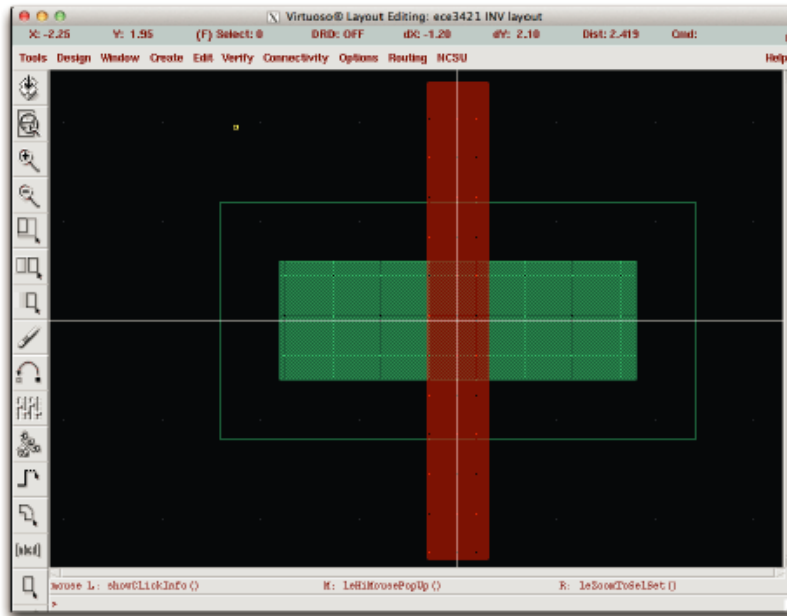 Virtuoso® Layout Editing: ece3421 INV layout
X: -2.25 Y: 1.95 (F) Select: 0 DRD: OFF dX: -1.20 dY: 2.10 Dist: 2.419 Cmd:
Tools Design Window Create Edit Verify Connectivity Options Routing NCSU Help
[abcd]
mouse L: showClickInfo() M: leHiMousePopUp() R: leZoomToSelSet()
>